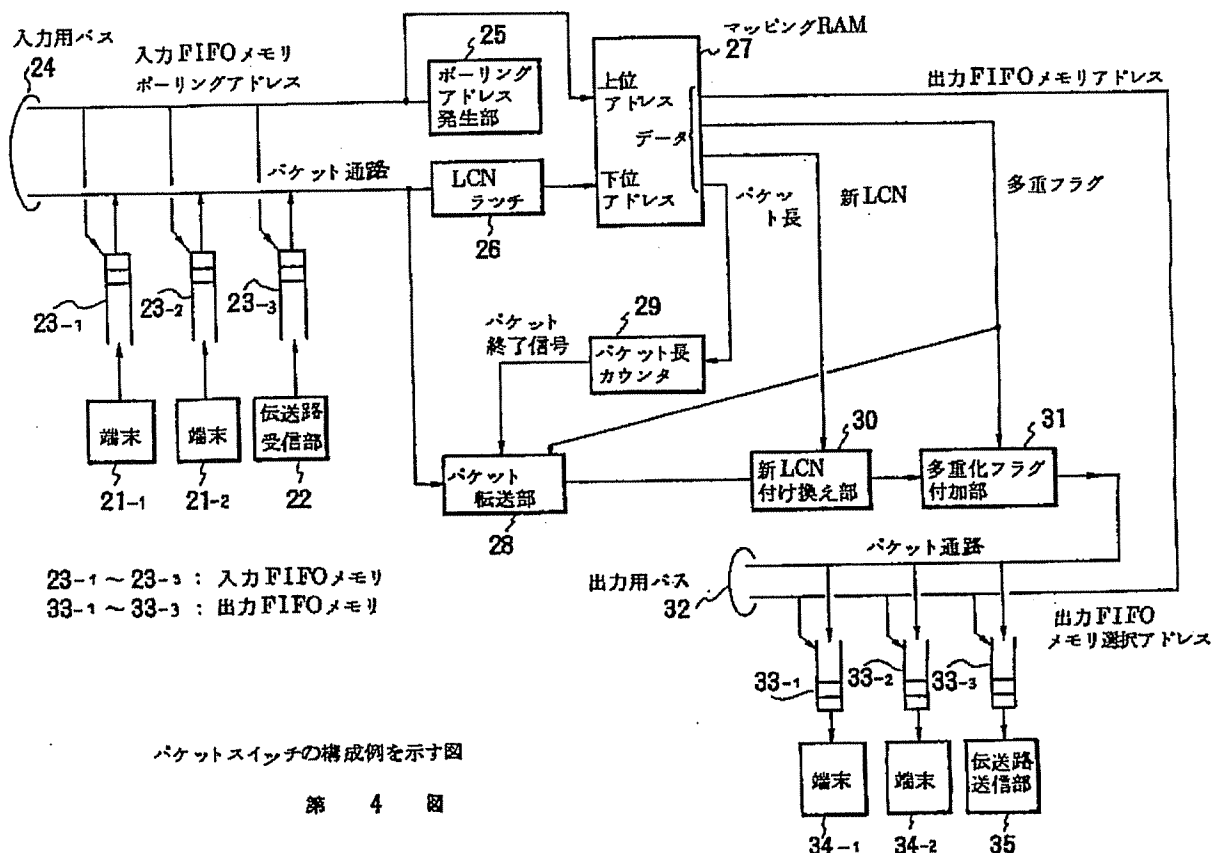 入力用バス
24
入力FIFOメモリ
ポーリングアドレス
25
ポーリング
アドレス
発生部
マッピングRAM
27
上位
アドレス
データ
下位
アドレス
出力FIFOメモリアドレス
パケット通路
LCN
ラッチ
26
パケッ
ト長
新LCN
多重フラグ
23-1
23-2
23-3
パケット
終了信号
29
パケット長
カウンタ
端末
21-1
端末
21-2
伝送路
受信部
22
パケット
転送部
28
30
新LCN
付け換え部
31
多重化フラグ
付加部
23-1～23-3：入力FIFOメモリ
33-1～33-3：出力FIFOメモリ
パケット通路
出力用バス
32
出力FIFO
メモリ選択アドレス
33-1
33-2
33-3
端末
34-1
端末
34-2
伝送路
送信部
35
パケットスイッチの構成例を示す図
第 4 図